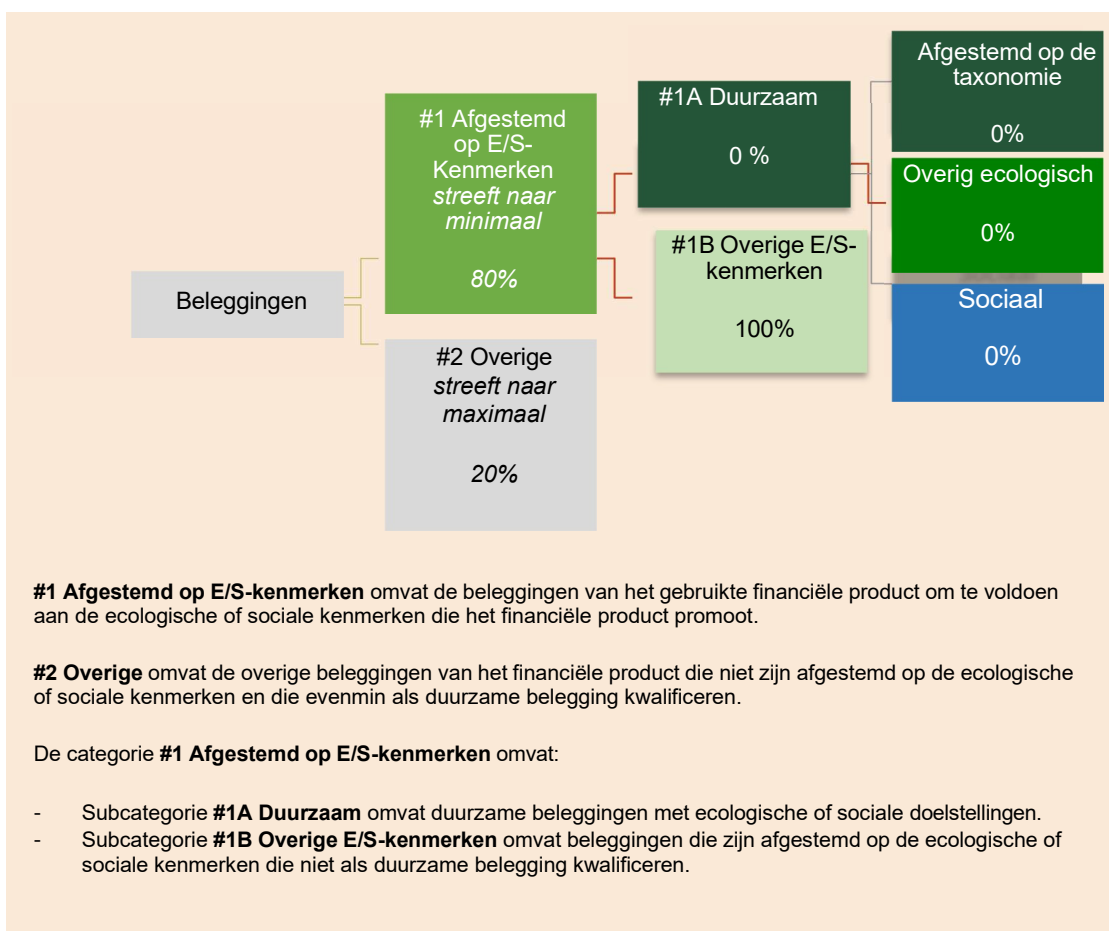 Beleggingen
#1 Afgestemd
op E/S-
Kenmerken
streeft naar
minimaal
80%
#2 Overige
streeft naar
maximaal
20%
#1A Duurzaam
0 %
#1B Overige E/S-
kenmerken
100%
Afgestemd op de
taxonomie
0%
Overig ecologisch
0%
Sociaal
0%
#1 Afgestemd op E/S-kenmerken omvat de beleggingen van het gebruikte financiële product om te voldoen
aan de ecologische of sociale kenmerken die het financiële product promoot.
#2 Overige omvat de overige beleggingen van het financiële product die niet zijn afgestemd op de ecologische
of sociale kenmerken en die evenmin als duurzame belegging kwalificeren.
De categorie #1 Afgestemd op E/S-kenmerken omvat:
- Subcategorie #1A Duurzaam omvat duurzame beleggingen met ecologische of sociale doelstellingen.
- Subcategorie #1B Overige E/S-kenmerken omvat beleggingen die zijn afgestemd op de ecologische of
sociale kenmerken die niet als duurzame belegging kwalificeren.